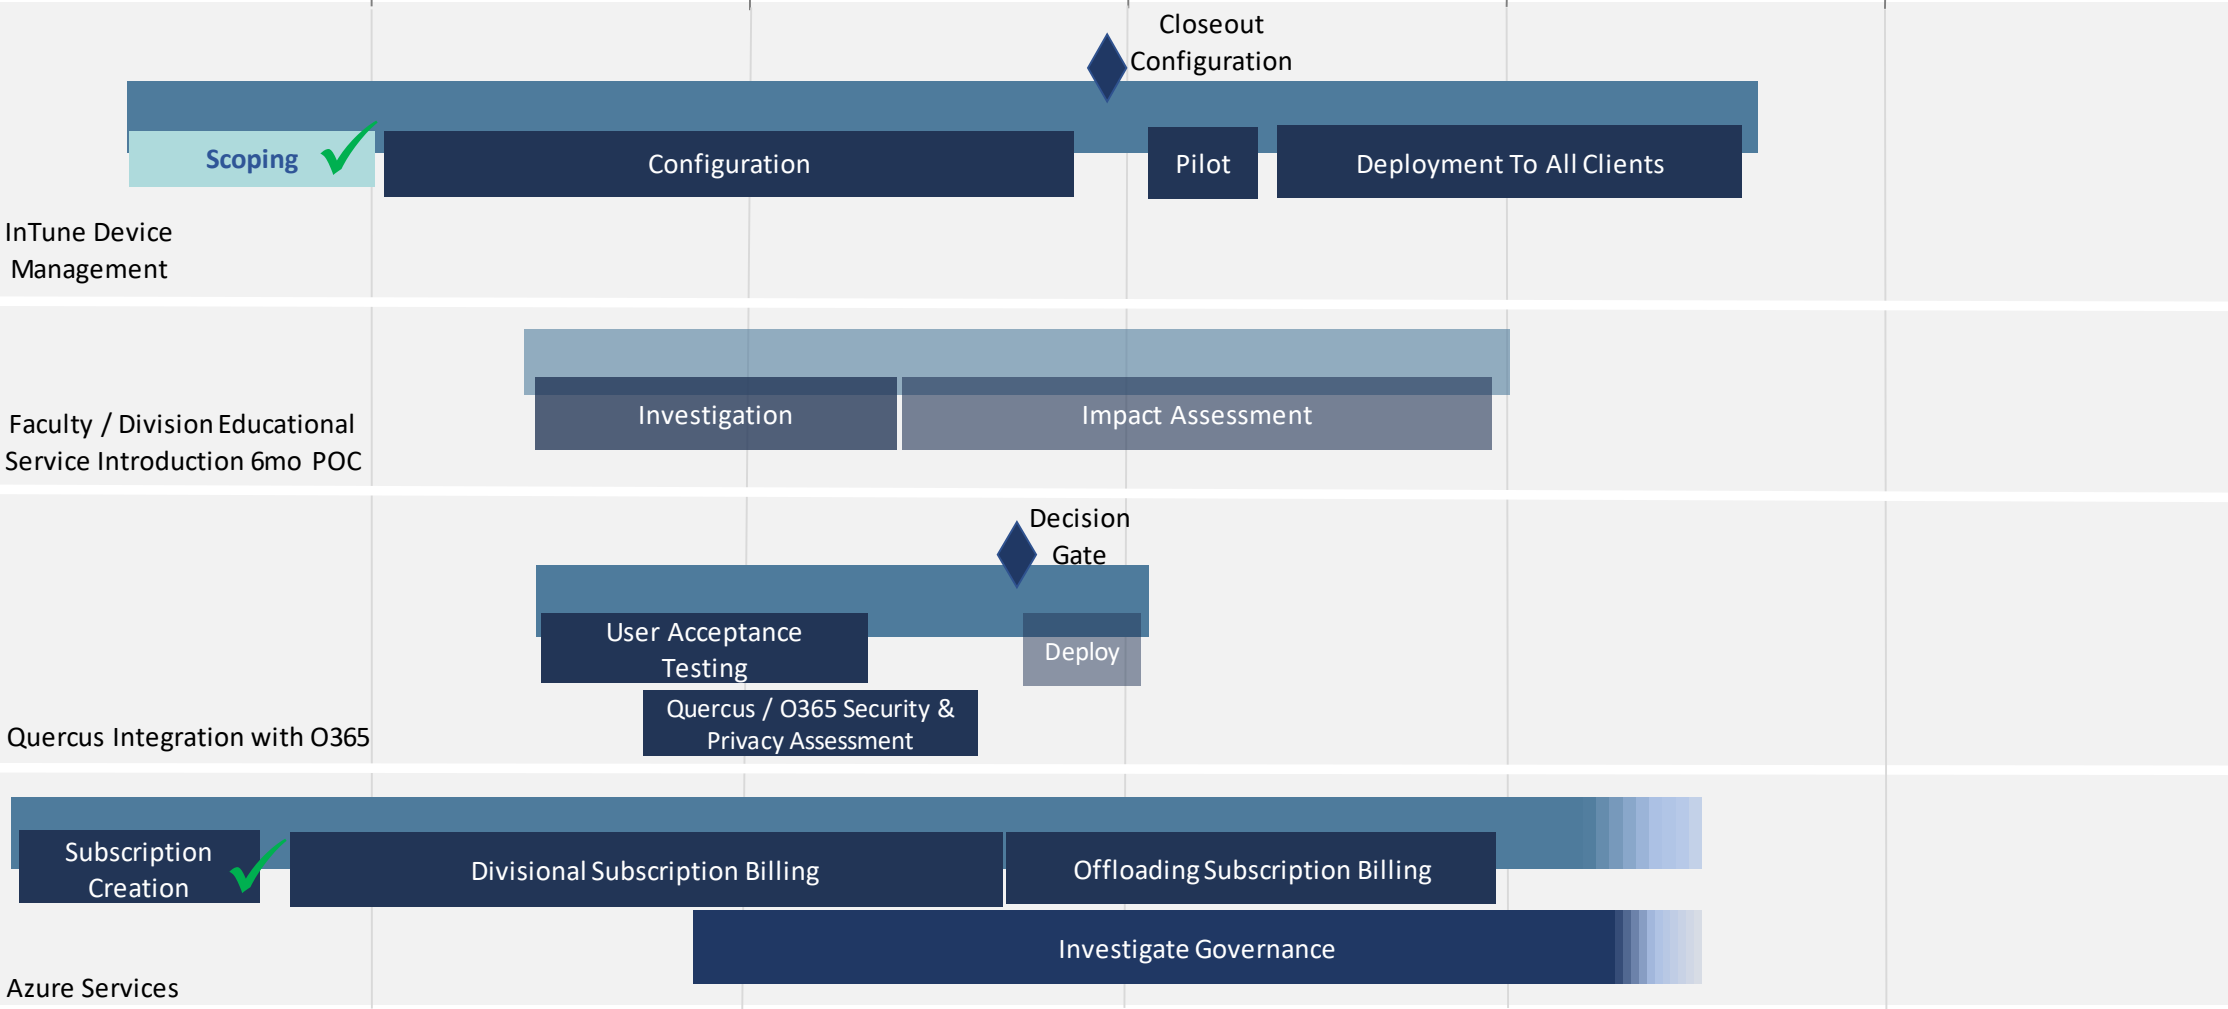 Closeout
Configuration
Scoping
Configuration
Pilot
Deployment To All Clients
InTune Device
Management
Investigation
Impact Assessment
Faculty / Division Educational
Service Introduction 6mo POC
Decision
Gate
User Acceptance
Testing
Deploy
Quercus / O365 Security &
Privacy Assessment
Quercus Integration with O365
Subscription
Creation
Divisional Subscription Billing
Offloading Subscription Billing
Investigate Governance
Azure Services